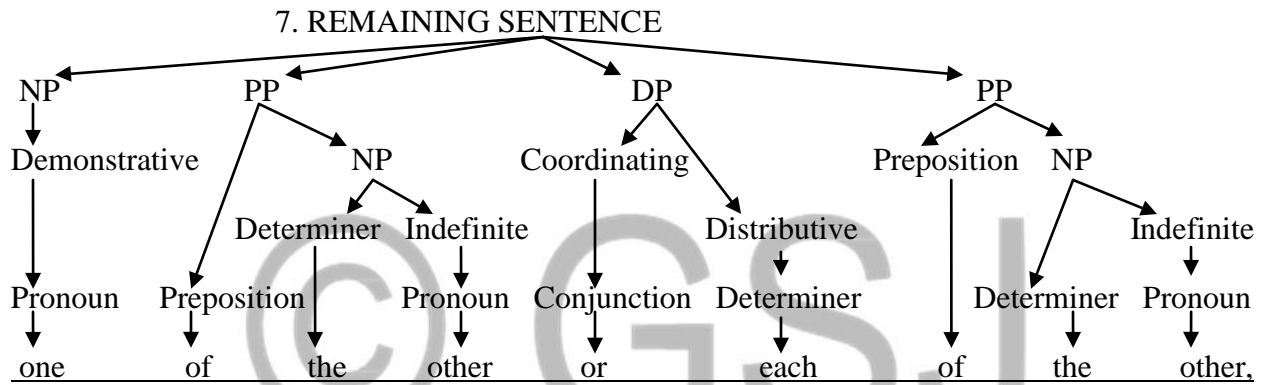 7. REMAINING SENTENCE
NP PP DP PP
Demonstrative NP Coordinating Preposition NP
Determiner Indefinite Distributive Indefinite
Pronoun Preposition Pronoun Conjunction Determiner Determiner Pronoun
one of the other or each of the other,
© GSJ